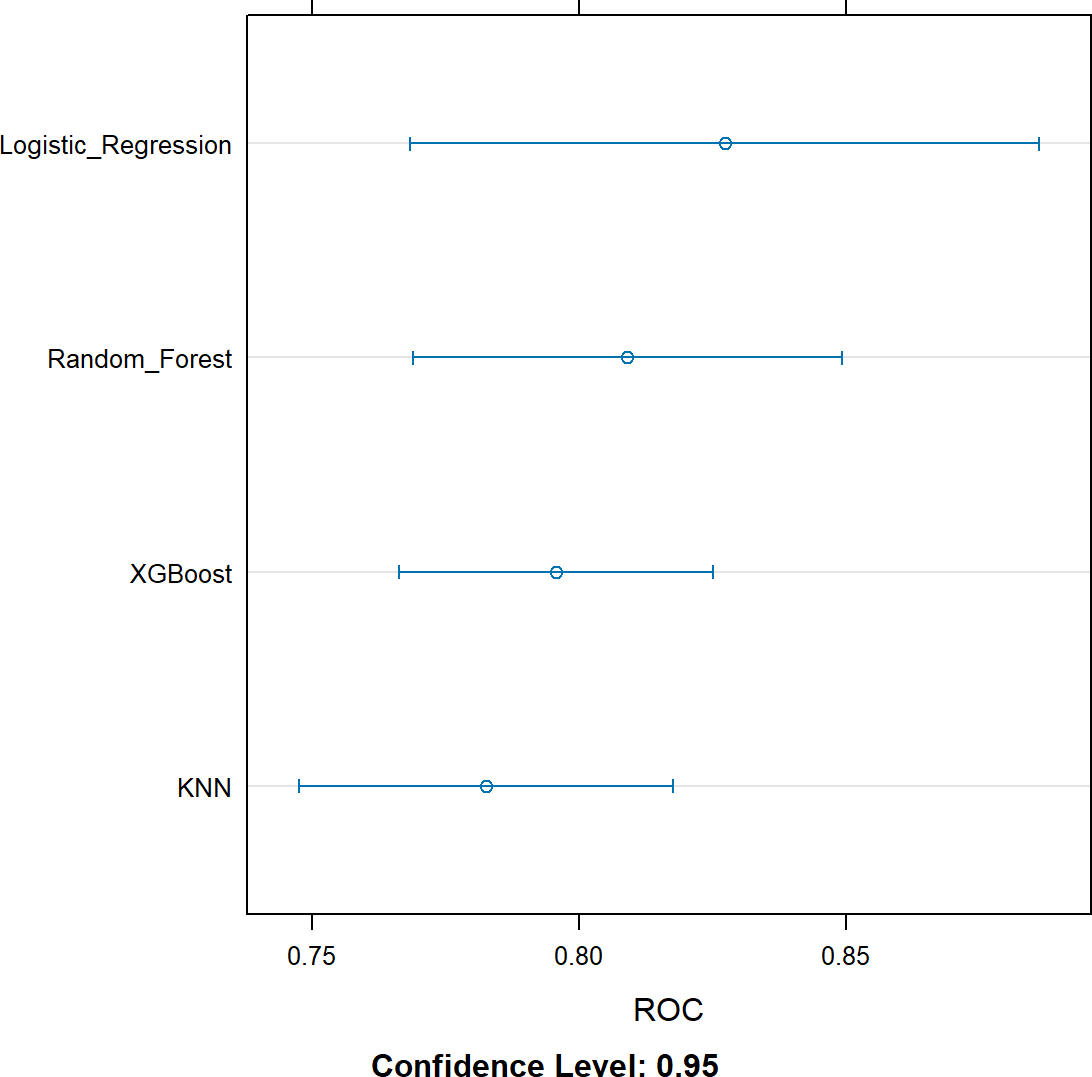 Logistic_Regression
Random_Forest
XGBoost
KNN
0.75 0.80 0.85
ROC
Confidence Level: 0.95